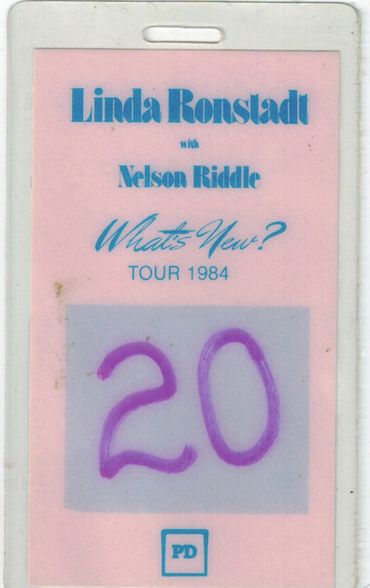 Linda Ronstadt
with
Nelson Riddle
What's New?
TOUR 1984
20
PD